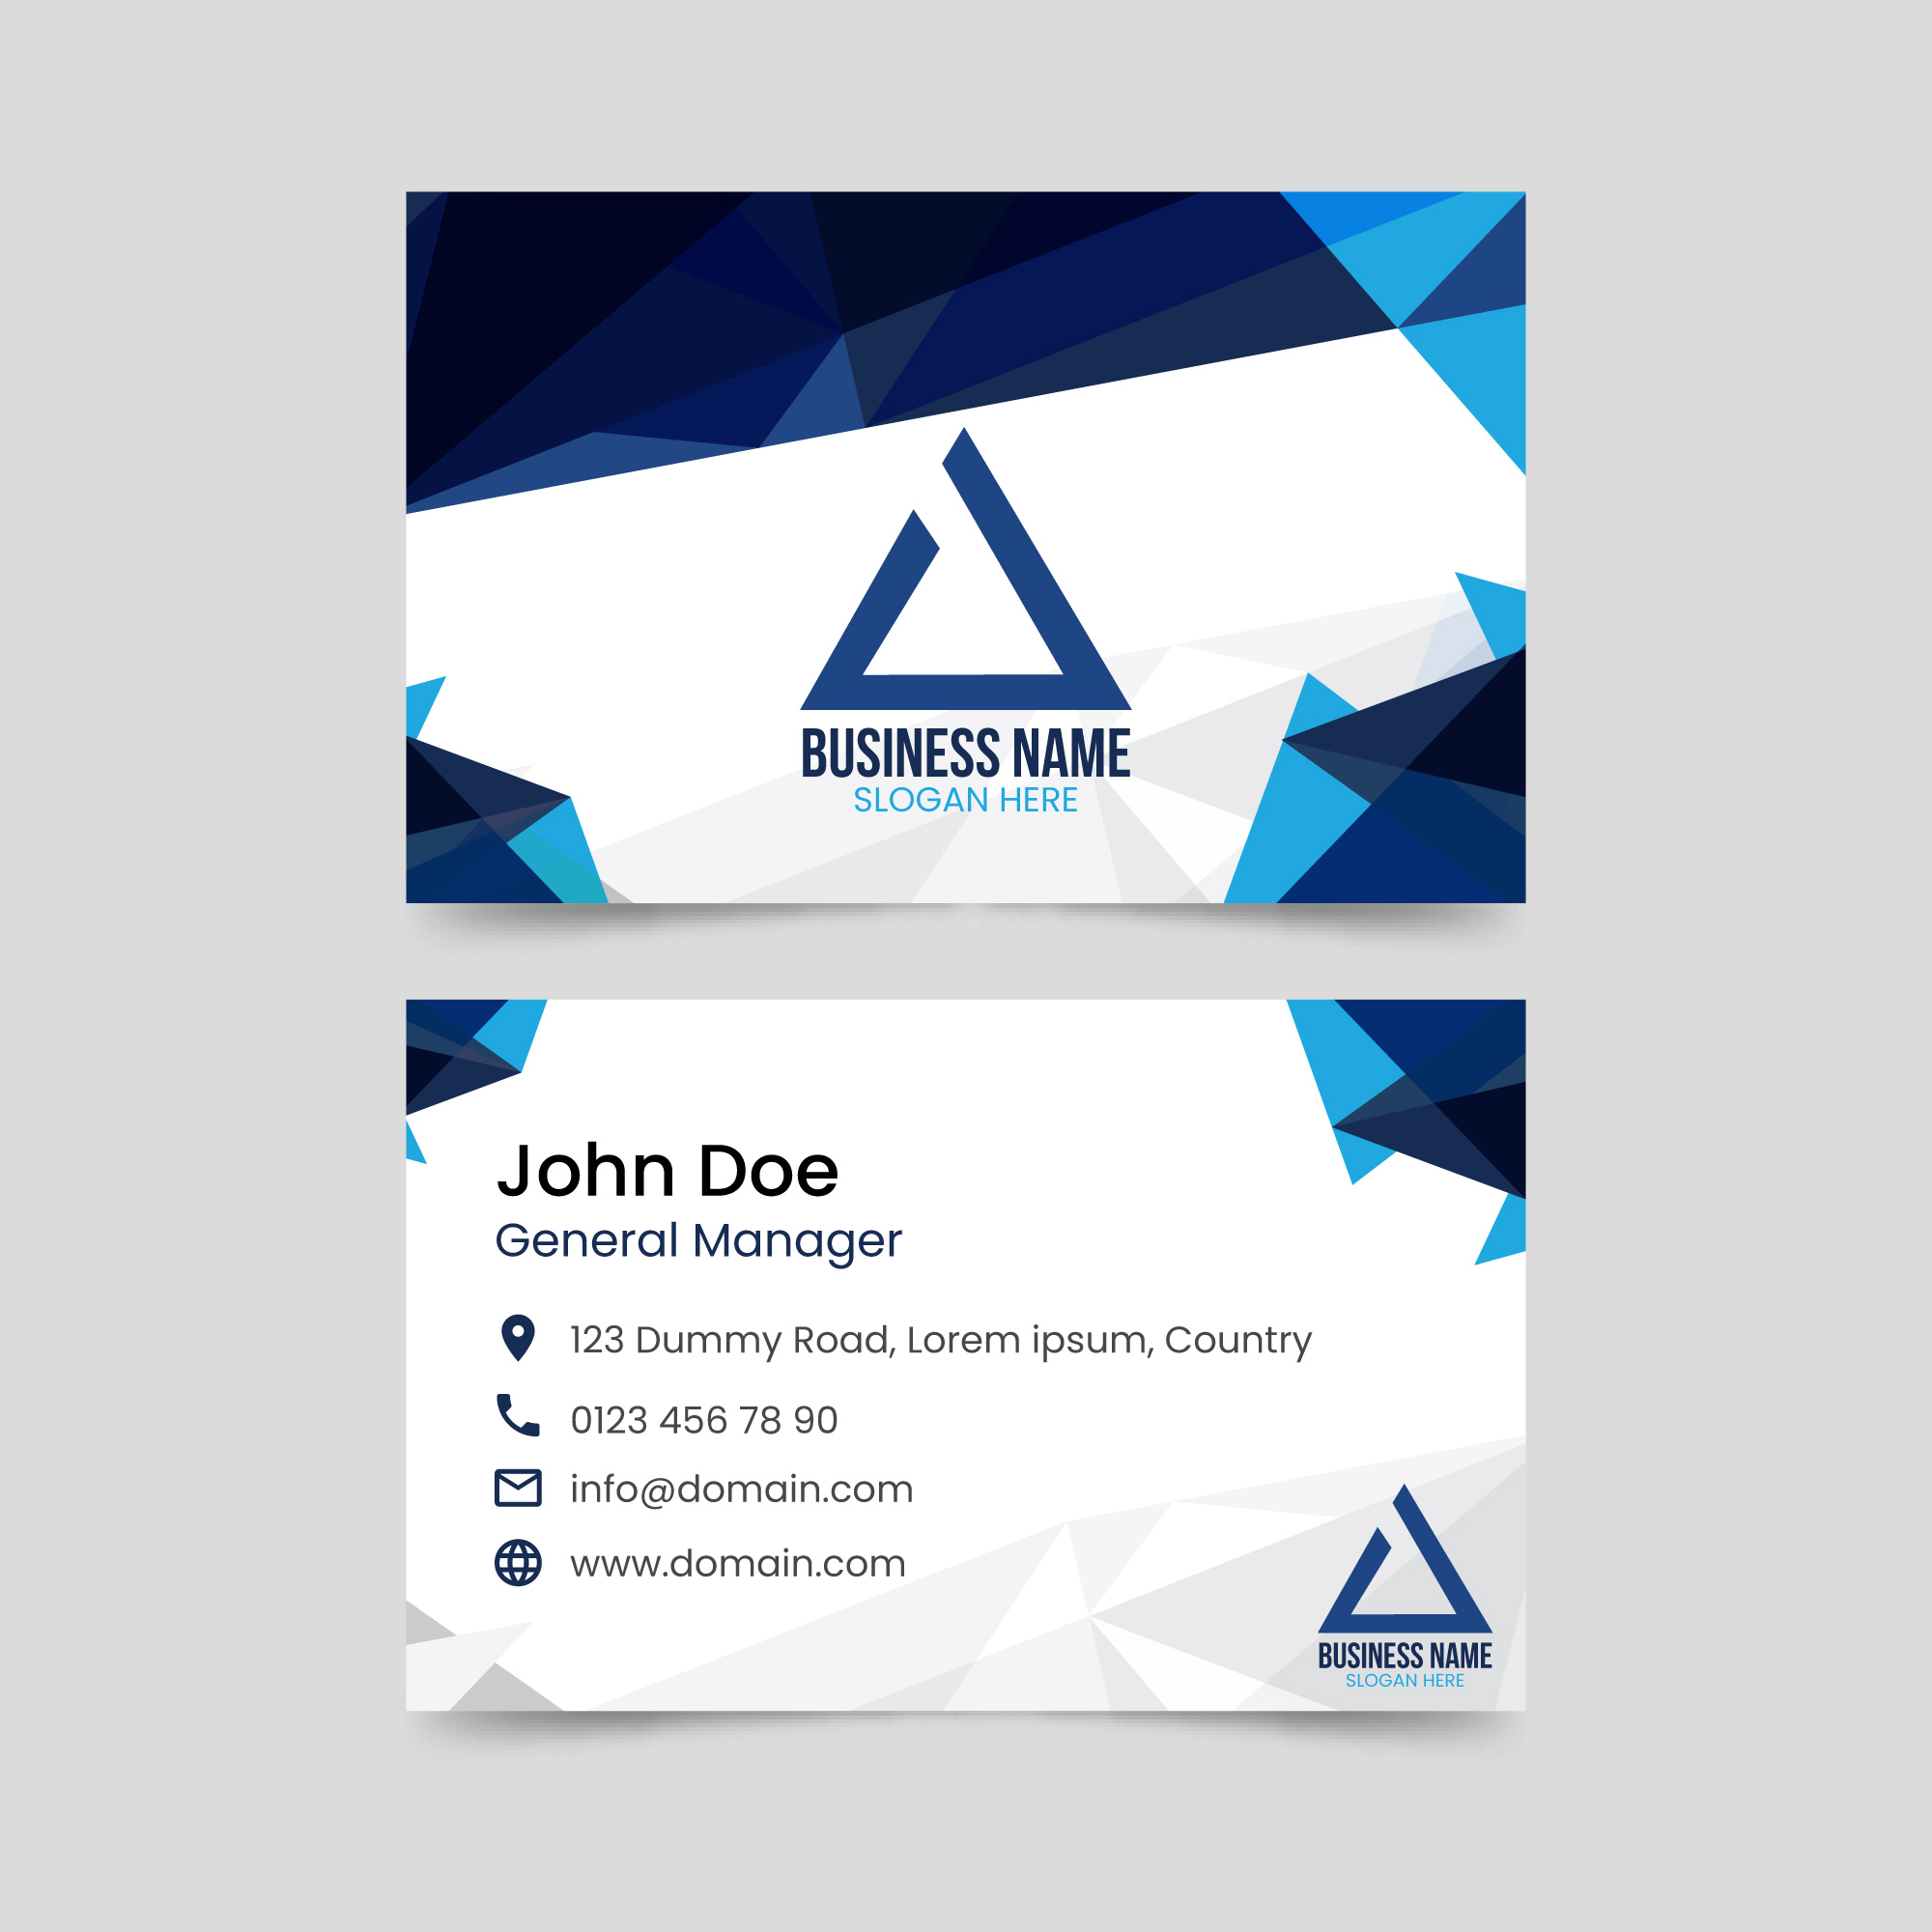 BUSINESS NAME
SLOGAN HERE
John Doe
General Manager
123 Dummy Road, Lorem ipsum, Country
0123 456 78 90
info@domain.com
www.domain.com
BUSINESS NAME
SLOGAN HERE